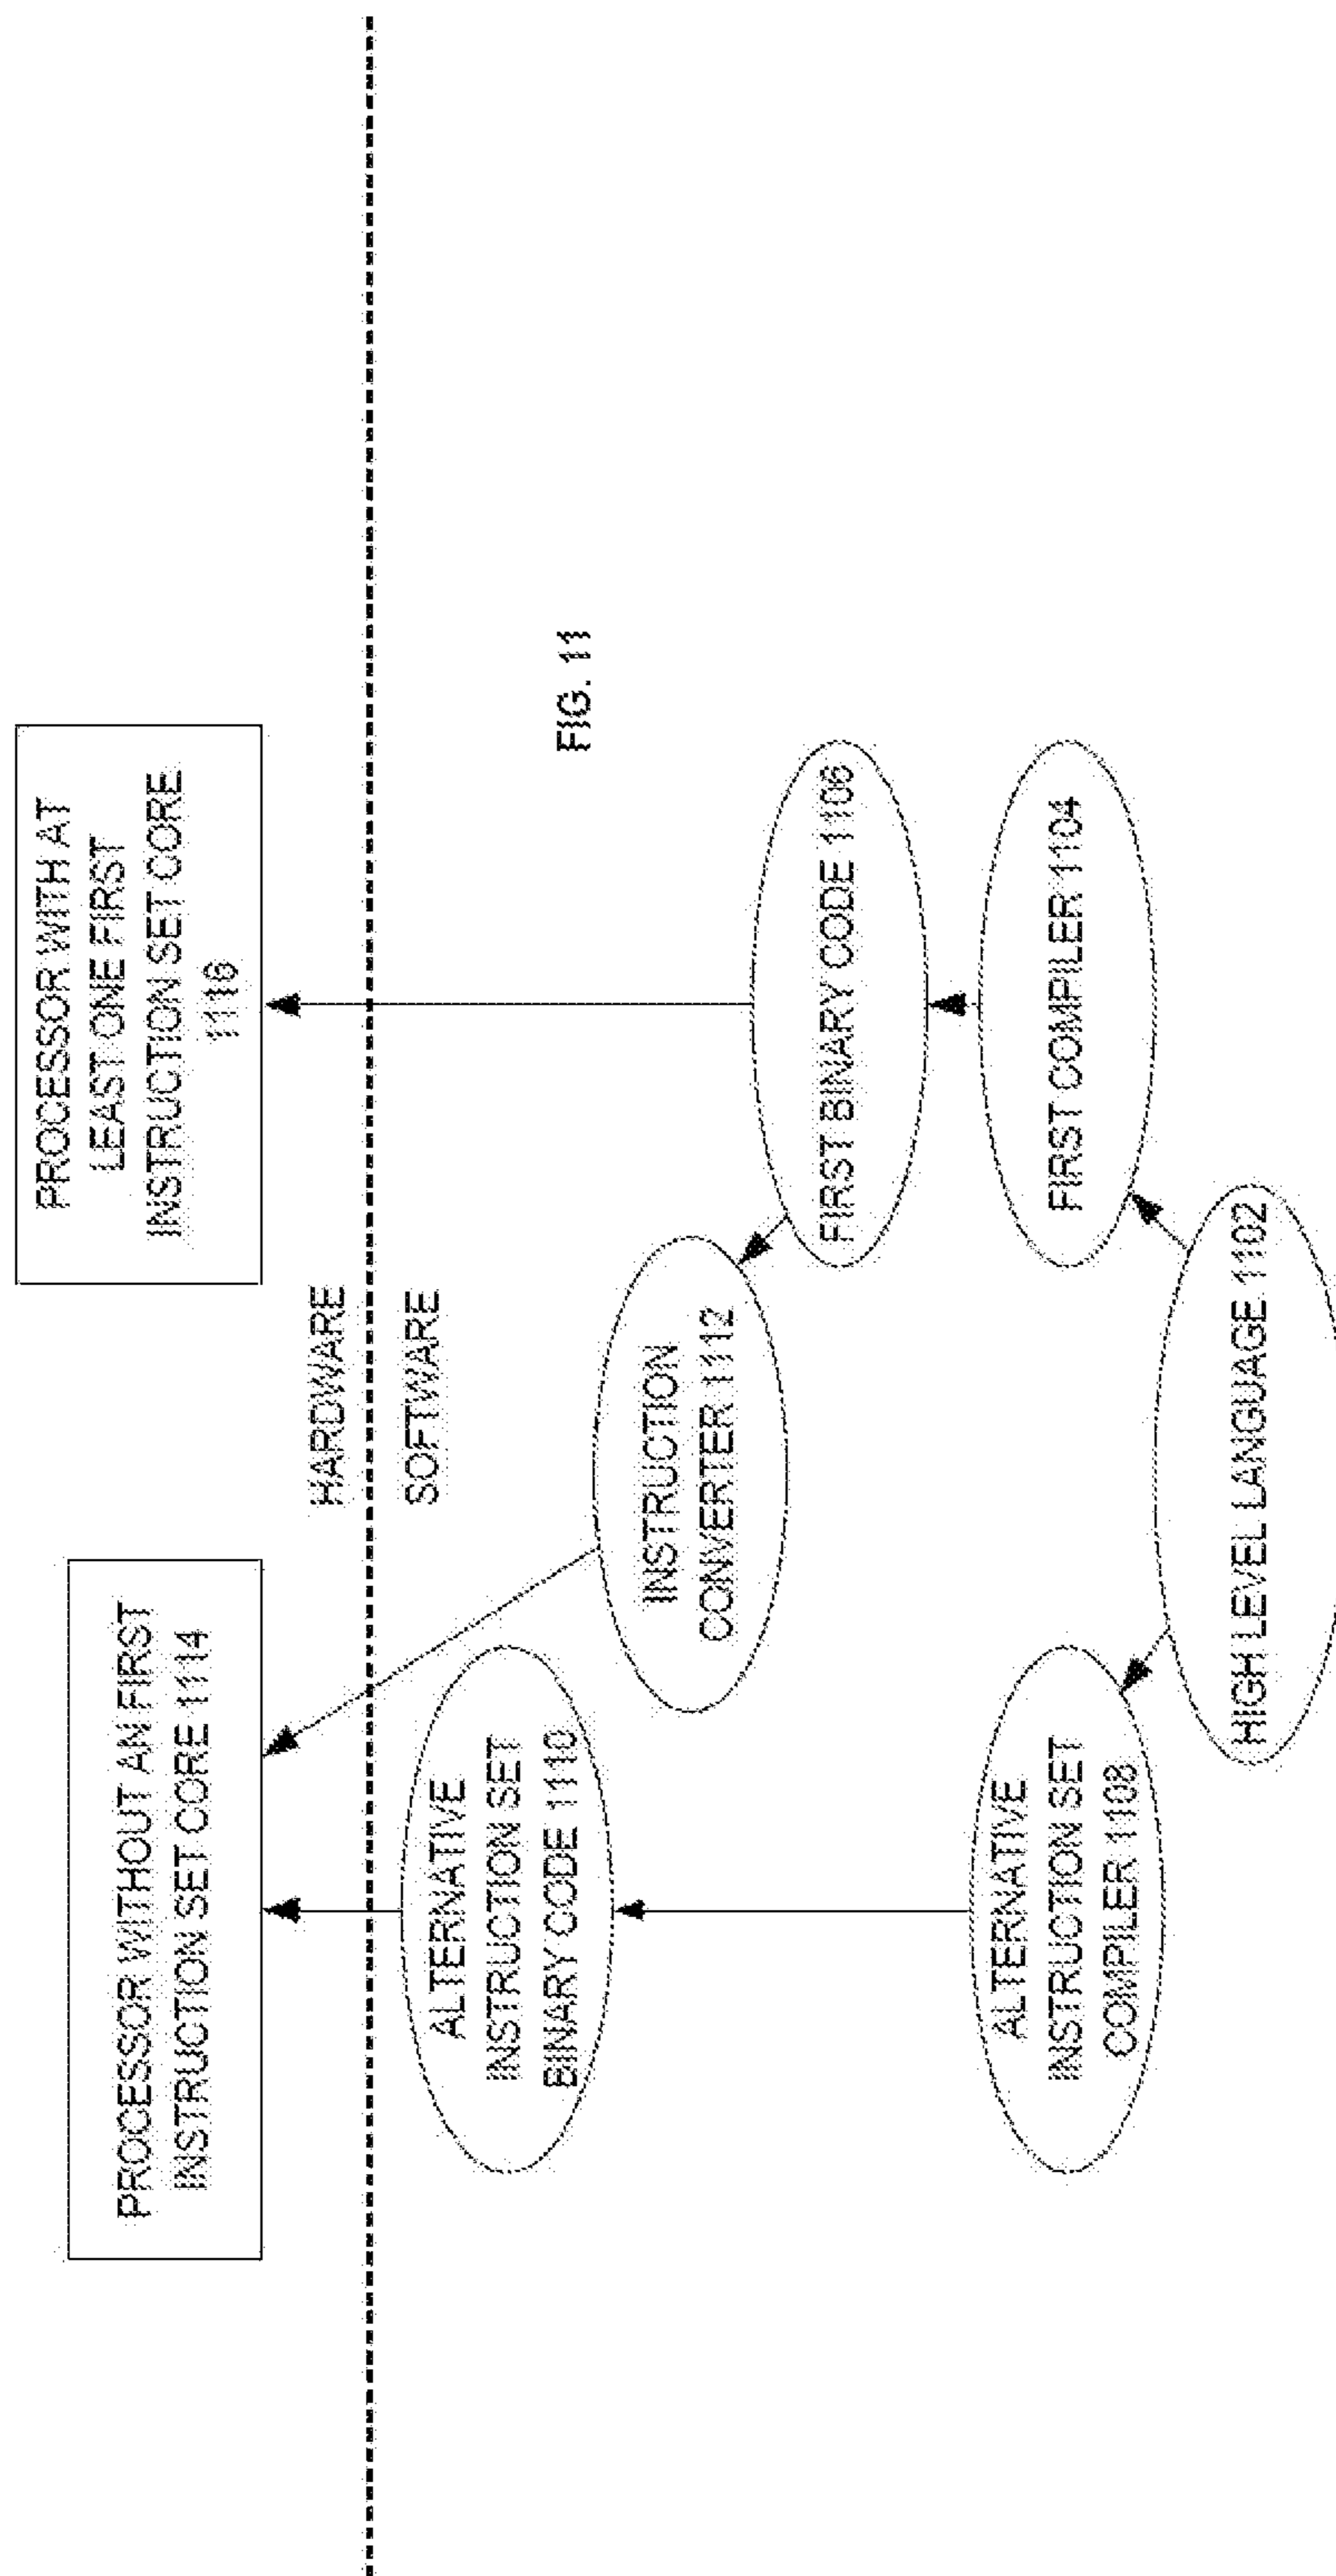 PROCESSOR WITHOUT AN FIRST
INSTRUCTION SET CORE 1114
PROCESSOR WITH AT
LEAST ONE FIRST
INSTRUCTION SET CORE
1116
HARDWARE
SOFTWARE
ALTERNATIVE
INSTRUCTION SET
BINARY CODE 1110
INSTRUCTION
CONVERTER 1112
FIG. 11
FIRST BINARY CODE 1106
ALTERNATIVE
INSTRUCTION SET
COMPILER 1108
FIRST COMPILER 1104
HIGH LEVEL LANGUAGE 1102